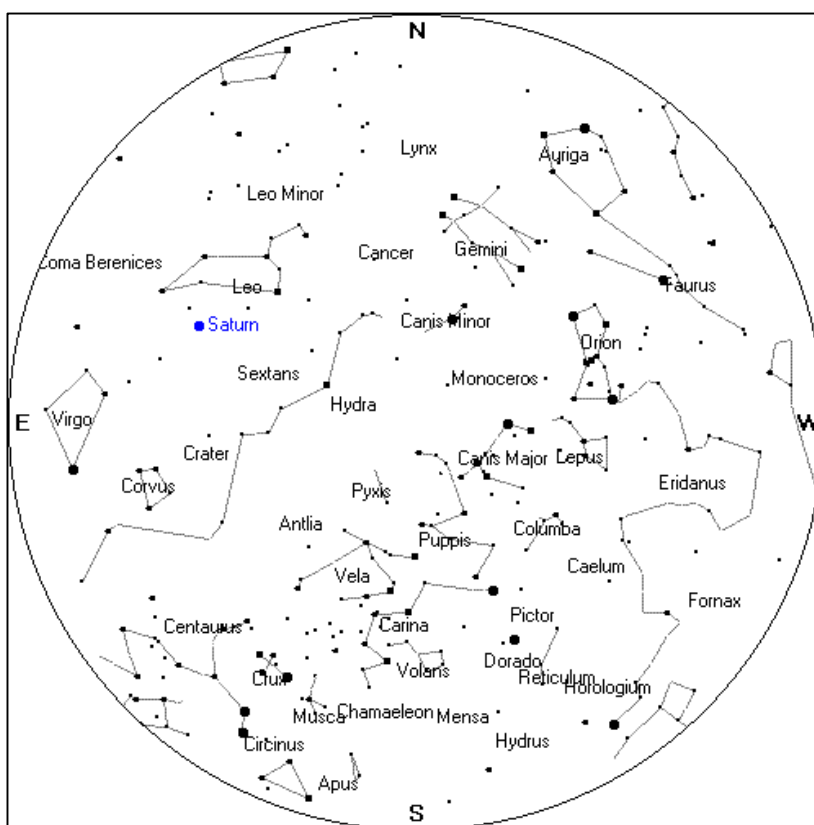 N
Lynx
Auriga
Leo Minor
Gemini
Cancer
Coma Berenices
Leo
Taurus
Saturn
Canis Minor
Orion
Sextans
Monoceros
Hydra
E
Virgo
W
Crater
Canis Major
Lepus
Corvus
Pyxis
Eridanus
Antlia
Puppis
Columba
Caelum
Vela
Fornax
Pictor
Centaurus
Carina
Dorado
Volans
Reticulum
Crux
Horologium
Musca
Chamaeleon
Mensa
Circinus
Hydrus
Apus
S